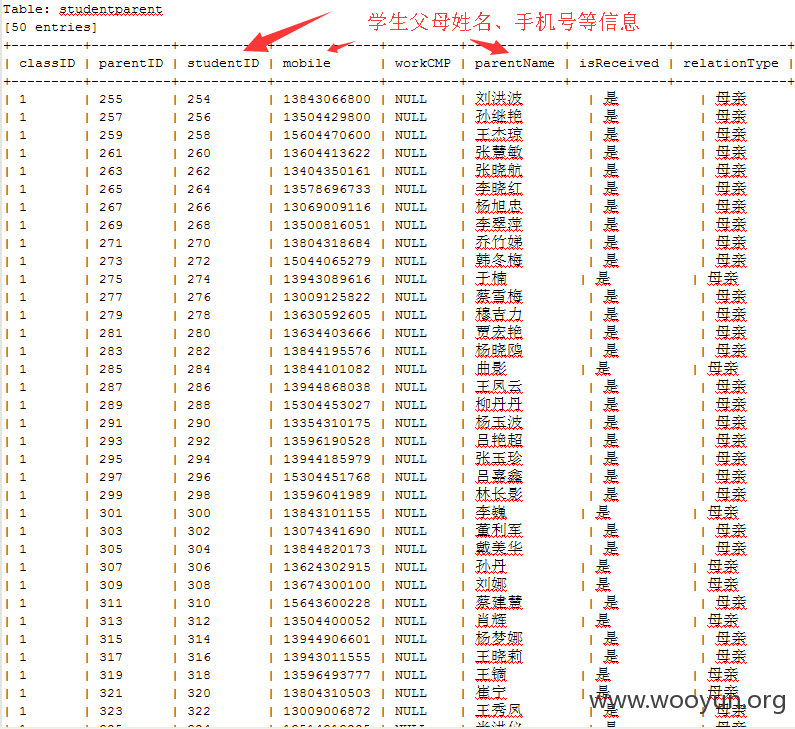 Table: studentparent
学生父母姓名、手机号等信息
[50 entries]
| classID | parentID | studentID | mobile | workCMP | parentName | isReceived | relationType |
| 1 | 255 | 254 | 13843066800 | NULL | 刘洪波 | 是 | 母亲
| 1 | 257 | 256 | 13504429800 | NULL | 孙继艳 | 是 | 母亲
| 1 | 259 | 258 | 15604470600 | NULL | 王杰琼 | 是 | 母亲
| 1 | 261 | 260 | 13604413622 | NULL | 张慧敏 | 是 | 母亲
| 1 | 263 | 262 | 13404350161 | NULL | 张晓航 | 是 | 母亲
| 1 | 265 | 264 | 13578696733 | NULL | 李晓红 | 是 | 母亲
| 1 | 267 | 266 | 13069009116 | NULL | 杨旭忠 | 是 | 母亲
| 1 | 269 | 268 | 13500816051 | NULL | 李翠萍 | 是 | 母亲
| 1 | 271 | 270 | 13804318684 | NULL | 乔竹娣 | 是 | 母亲
| 1 | 273 | 272 | 15044065279 | NULL | 韩冬梅 | 是 | 母亲
| 1 | 275 | 274 | 13943089616 | NULL | 于楠 | 是 | 母亲
| 1 | 277 | 276 | 13009125822 | NULL | 蔡雪梅 | 是 | 母亲
| 1 | 279 | 278 | 13630592605 | NULL | 穆吉力 | 是 | 母亲
| 1 | 281 | 280 | 13634403666 | NULL | 贾宏艳 | 是 | 母亲
| 1 | 283 | 282 | 13844195576 | NULL | 杨晓鸥 | 是 | 母亲
| 1 | 285 | 284 | 13844101082 | NULL | 曲影 | 是 | 母亲
| 1 | 287 | 286 | 13944868038 | NULL | 王凤云 | 是 | 母亲
| 1 | 289 | 288 | 15304453027 | NULL | 柳丹丹 | 是 | 母亲
| 1 | 291 | 290 | 13354310175 | NULL | 杨玉波 | 是 | 母亲
| 1 | 293 | 292 | 13596190528 | NULL | 吕艳超 | 是 | 母亲
| 1 | 295 | 294 | 13944185979 | NULL | 张玉珍 | 是 | 母亲
| 1 | 297 | 296 | 15304451768 | NULL | 吕嘉鑫 | 是 | 母亲
| 1 | 299 | 298 | 13596041989 | NULL | 林长影 | 是 | 母亲
| 1 | 301 | 300 | 13843101155 | NULL | 李巍 | 是 | 母亲
| 1 | 303 | 302 | 13074341690 | NULL | 董利军 | 是 | 母亲
| 1 | 305 | 304 | 13844820173 | NULL | 戴美华 | 是 | 母亲
| 1 | 307 | 306 | 13624302915 | NULL | 孙丹 | 是 | 母亲
| 1 | 309 | 308 | 13674300100 | NULL | 刘娜 | 是 | 母亲
| 1 | 311 | 310 | 15643600228 | NULL | 蔡建慧 | 是 | 母亲
| 1 | 313 | 312 | 13504400052 | NULL | 肖辉 | 是 | 母亲
| 1 | 315 | 314 | 13944906601 | NULL | 杨梦娜 | 是 | 母亲
| 1 | 317 | 316 | 13943011555 | NULL | 王晓莉 | 是 | 母亲
| 1 | 319 | 318 | 13596493777 | NULL | 王镝 | 是 | 母亲
| 1 | 321 | 320 | 13804310503 | NULL | 崔宁 | 是 | 母亲
| 1 | 323 | 322 | 13009006872 | NULL | 王秀凤 | 是 | 母亲
www.wooyun.org